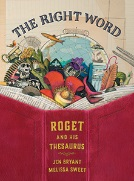 THE RIGHT WORD
ROGET
AND HIS
THESAURUS
JEN BRYANT
MELISSA SWEET